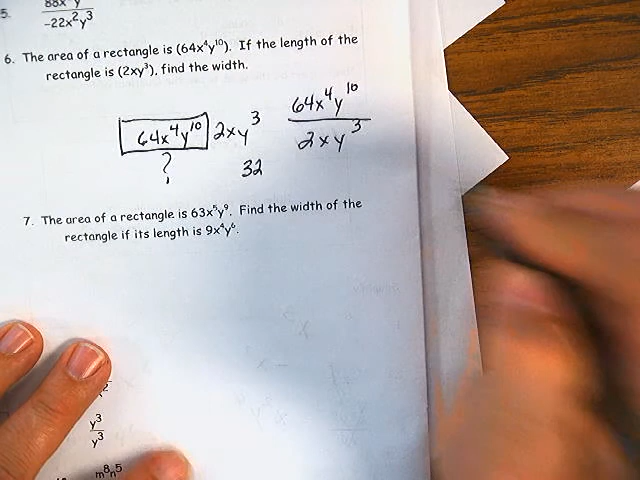 5. 88x y
-22x²y³
6. The area of a rectangle is (64x⁴y¹⁰). If the length of the
rectangle is (2xy³), find the width.
64x⁴y¹⁰ 2xy³
64x⁴y¹⁰
2xy³
?
32
7. The area of a rectangle is 63x⁵y⁹. Find the width of the
rectangle if its length is 9x⁴y⁶.
y³
y³
m⁸n⁵